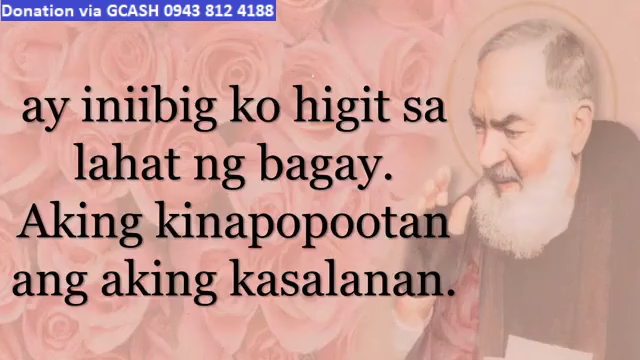 Donation via GCASH 0943 812 4188
ay iniibig ko higit sa
lahat ng bagay.
Aking kinapopootan
ang aking kasalanan.